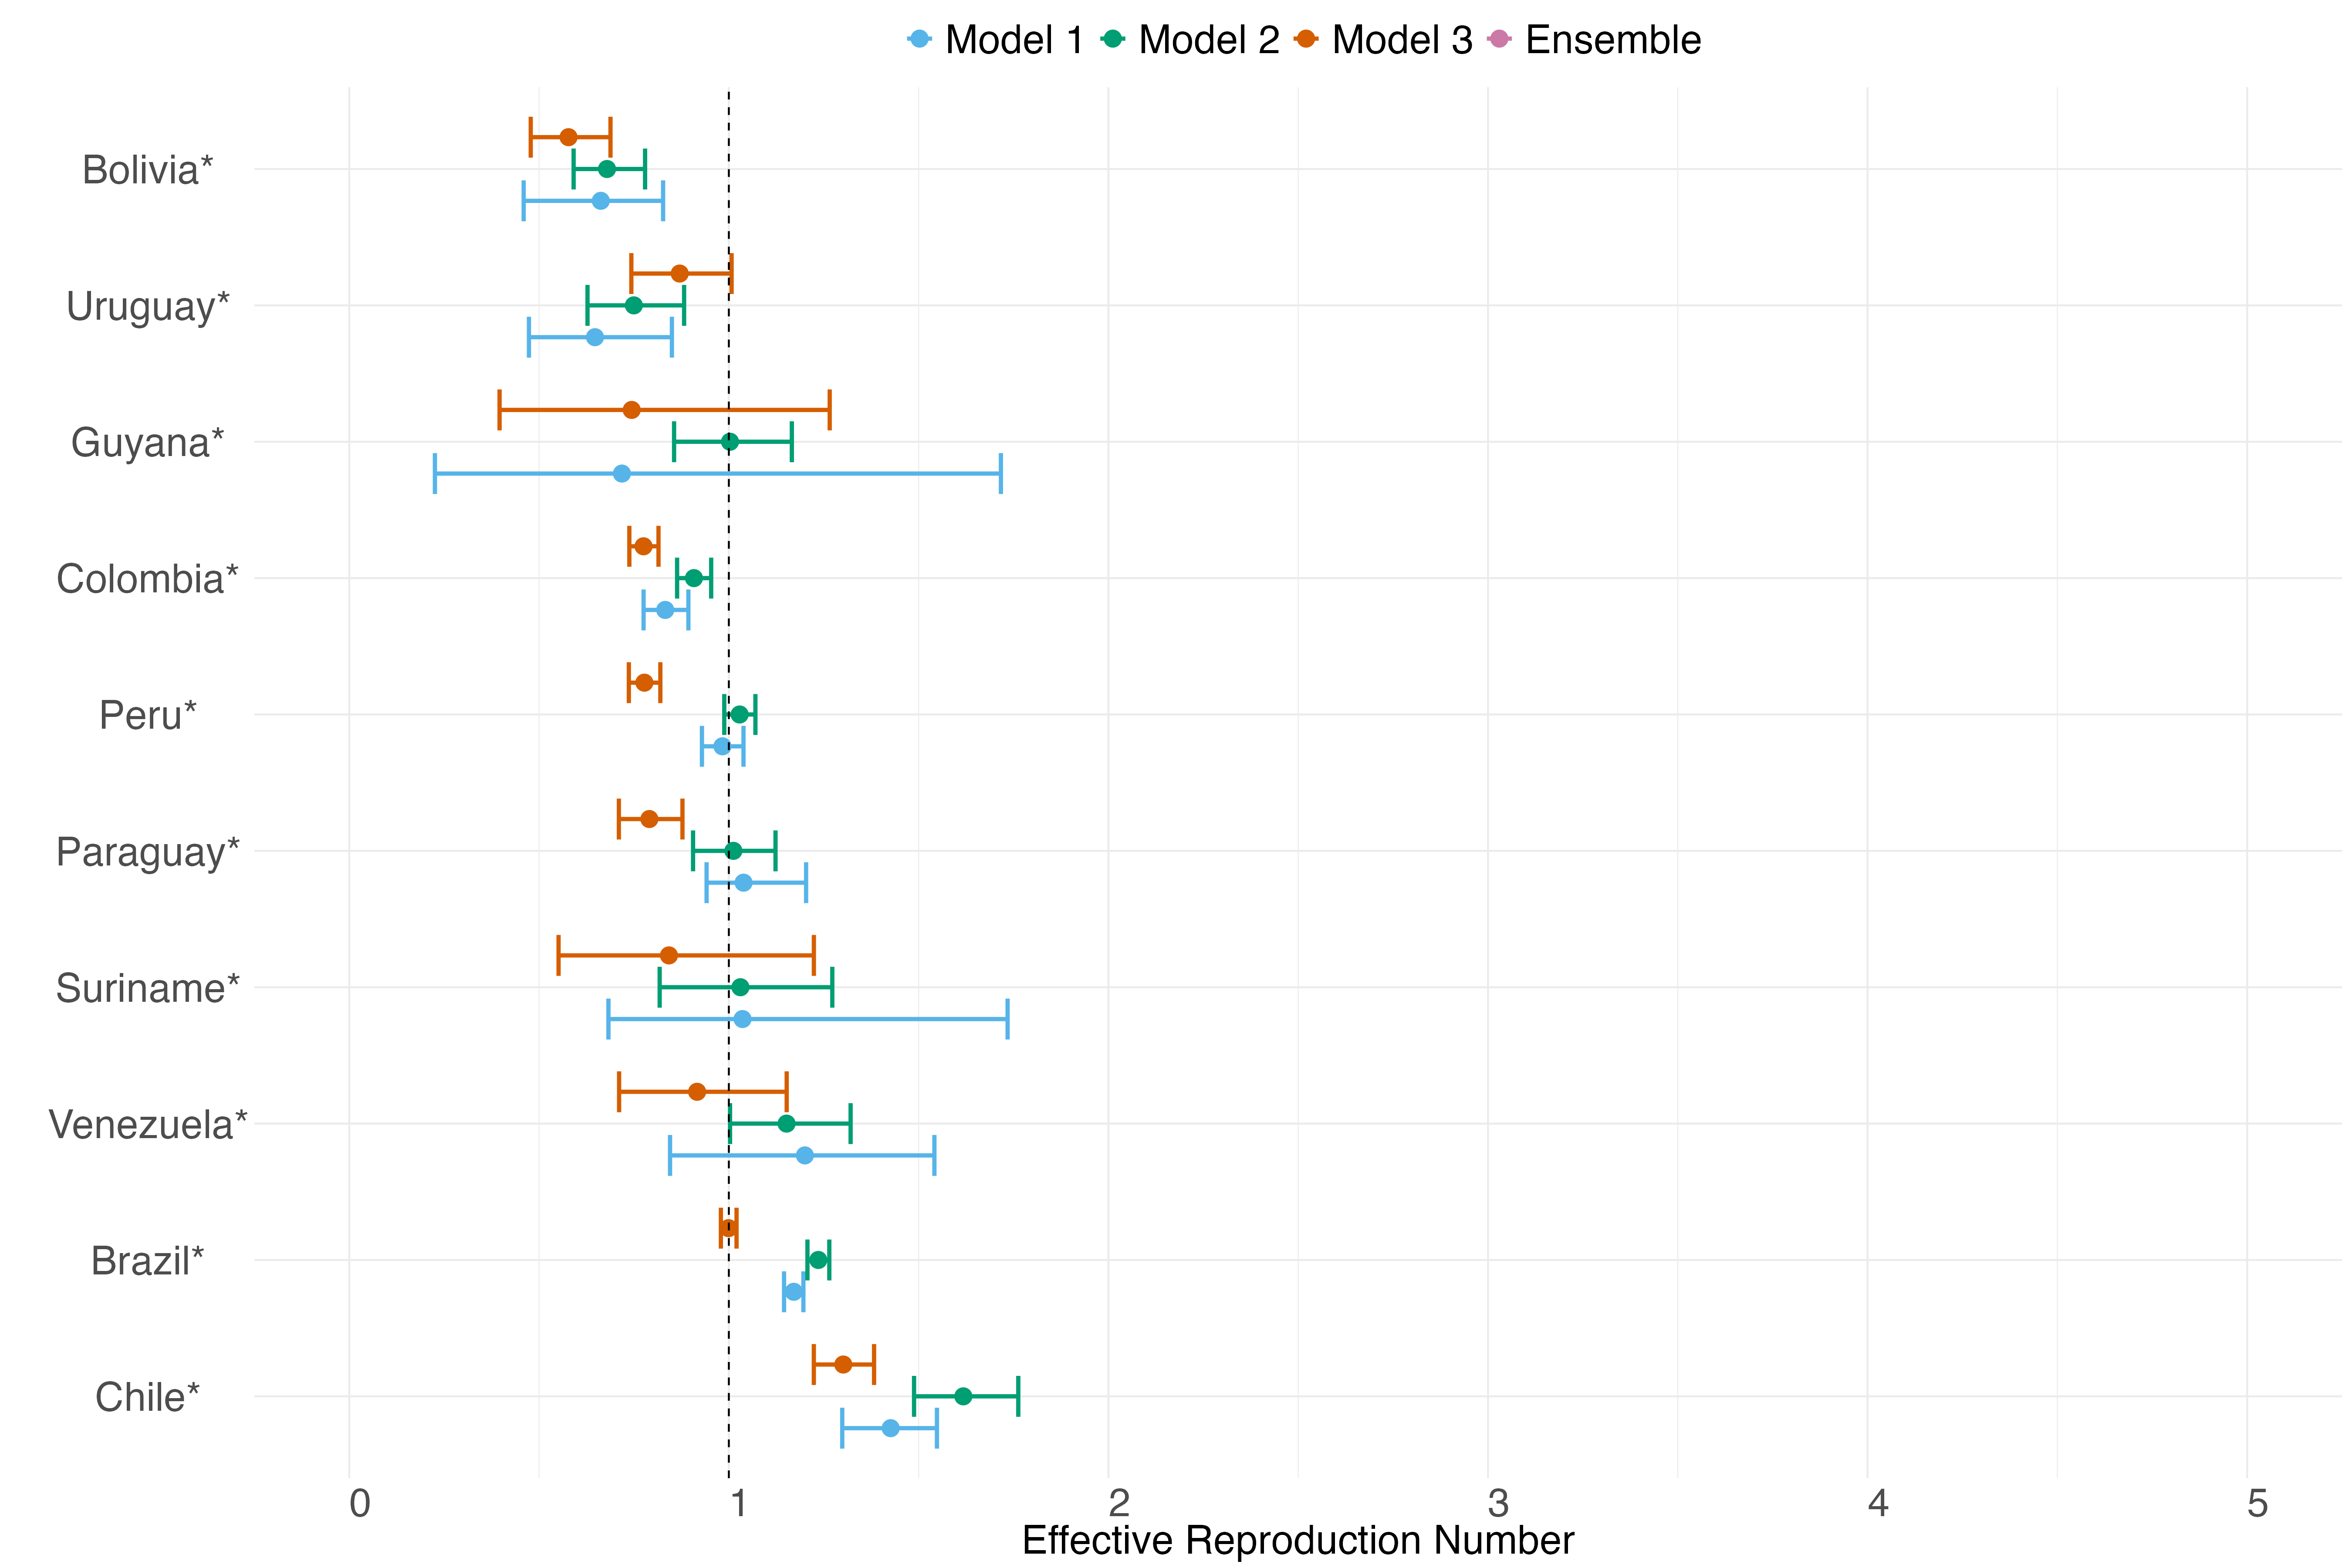 Model 1 Model 2 Model 3 Ensemble
Bolivia*
Uruguay*
Guyana*
Colombia*
Peru*
Paraguay*
Suriname*
Venezuela*
Brazil*
Chile*
0 1 2 3 4 5
Effective Reproduction Number